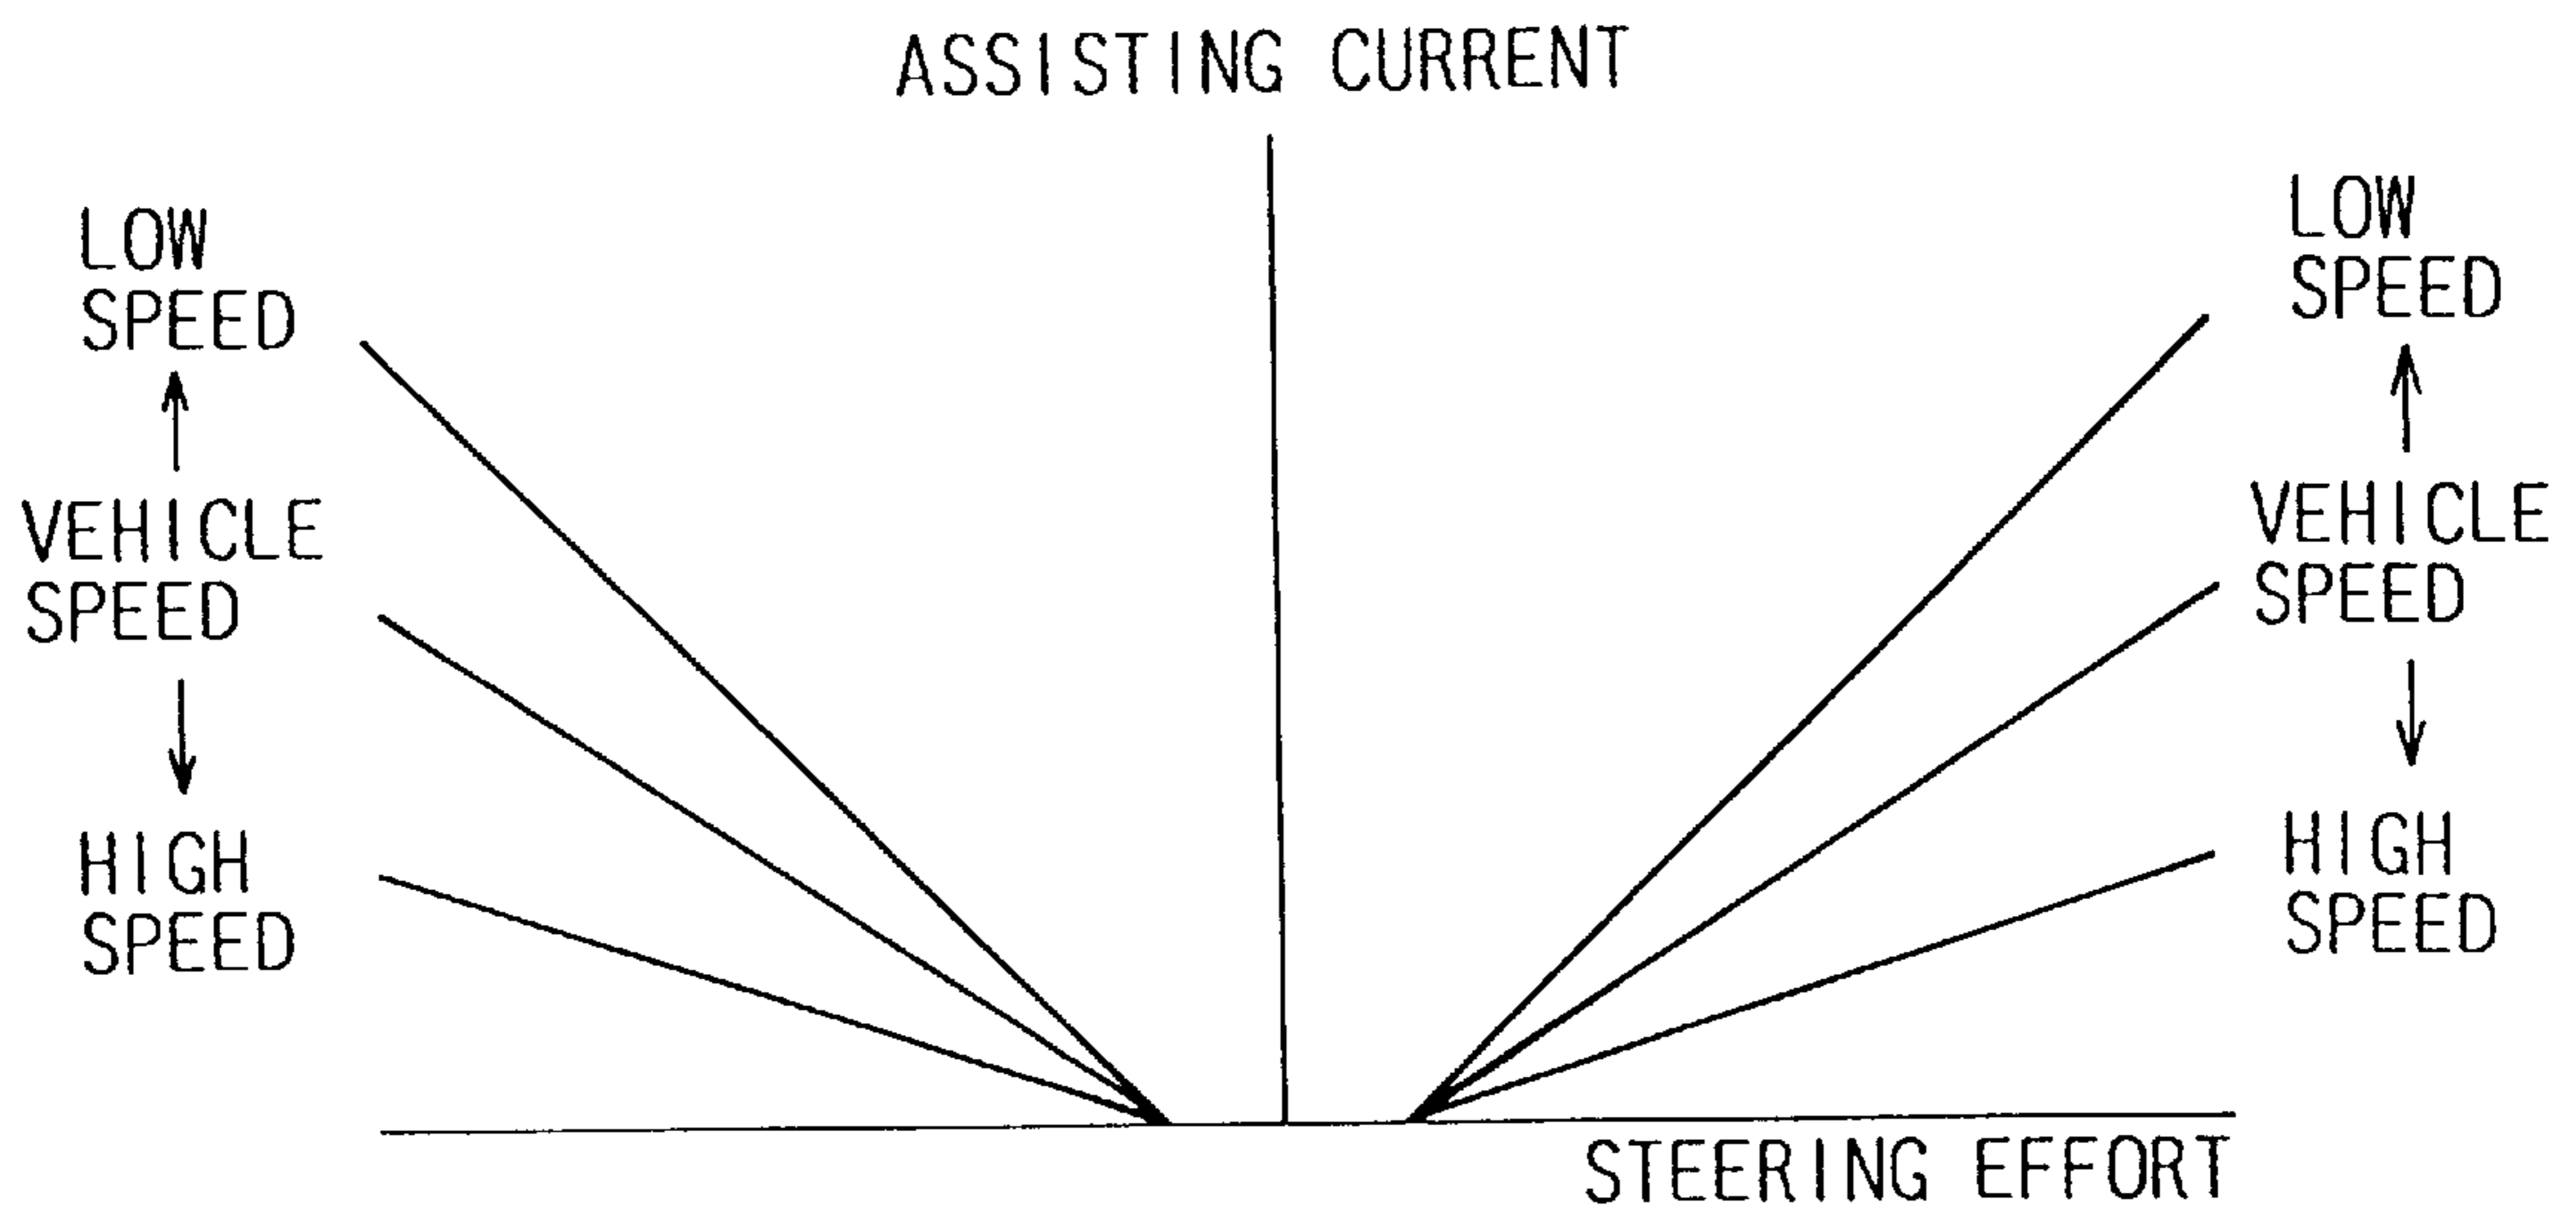 ASSISTING CURRENT
LOW
SPEED
VEHICLE
SPEED
HIGH
SPEED
LOW
SPEED
VEHICLE
SPEED
HIGH
SPEED
STEERING EFFORT